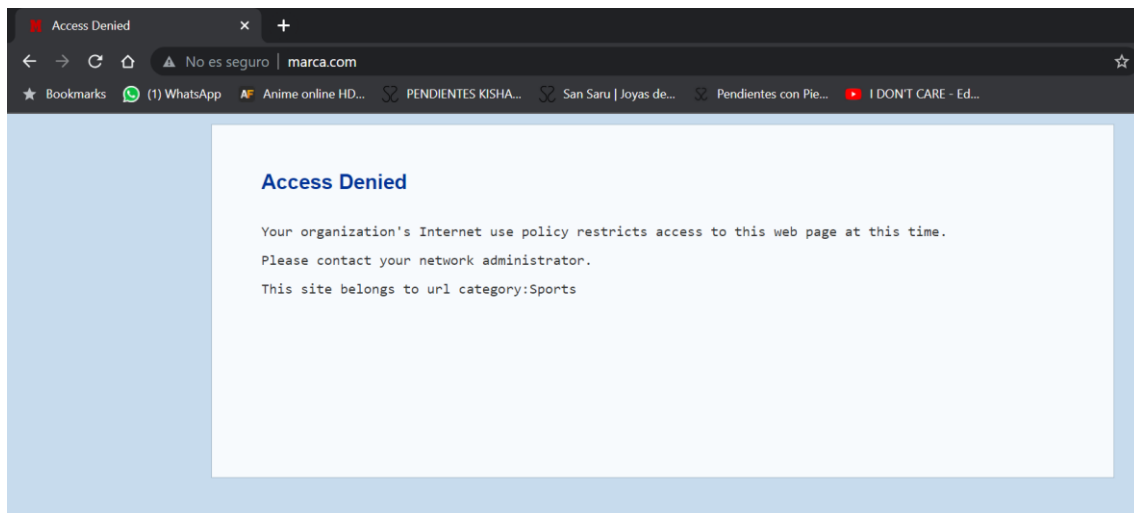 Access Denied
No es seguro | marca.com
Bookmarks (1) WhatsApp AF Anime online HD... PENDIENTES KISHA... San Saru | Joyas de... Pendientes con Pie... I DON'T CARE - Ed...
Access Denied
Your organization's Internet use policy restricts access to this web page at this time.
Please contact your network administrator.
This site belongs to url category:Sports